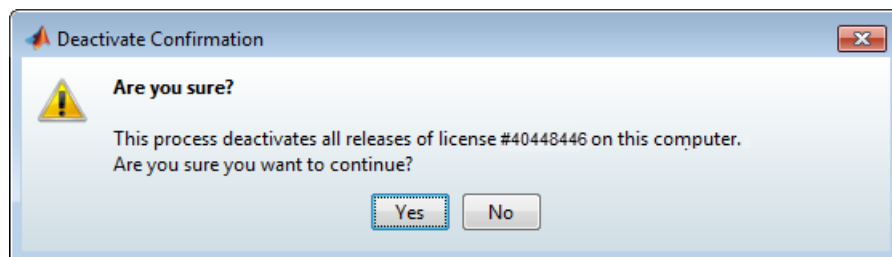 Deactivate Confirmation
Are you sure?
This process deactivates all releases of license #40448446 on this computer.
Are you sure you want to continue?
Yes No